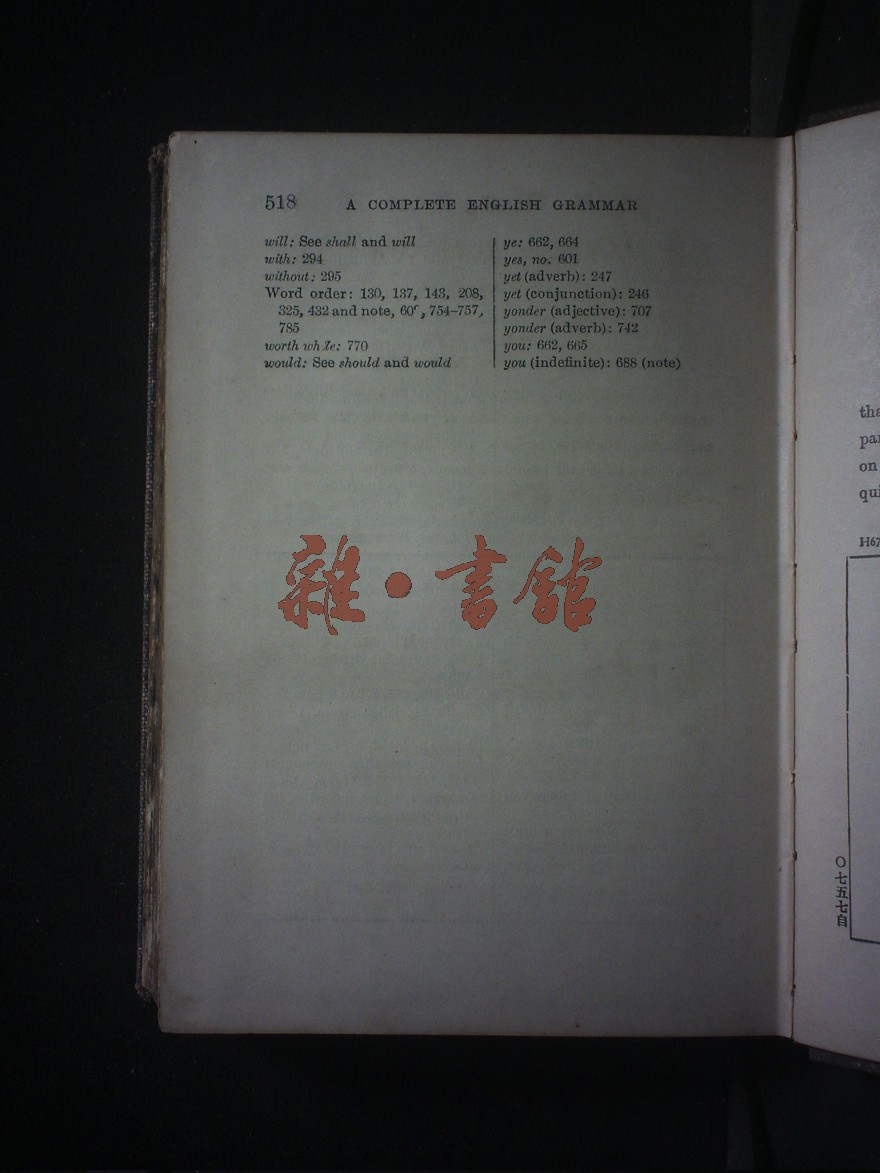 518 A COMPLETE ENGLISH GRAMMAR
will: See shall and will
with: 294
without: 295
Word order: 130, 137, 143, 208,
325, 432 and note, 754-757,
785
worth while: 770
would: See should and would
ye: 662, 664
yes, no: 601
yet (adverb): 247
yet (conjunction): 246
yonder (adjective): 707
yonder (adverb): 742
you: 662, 665
you (indefinite): 688 (note)
雜·書館
on
H67
〇七五七自